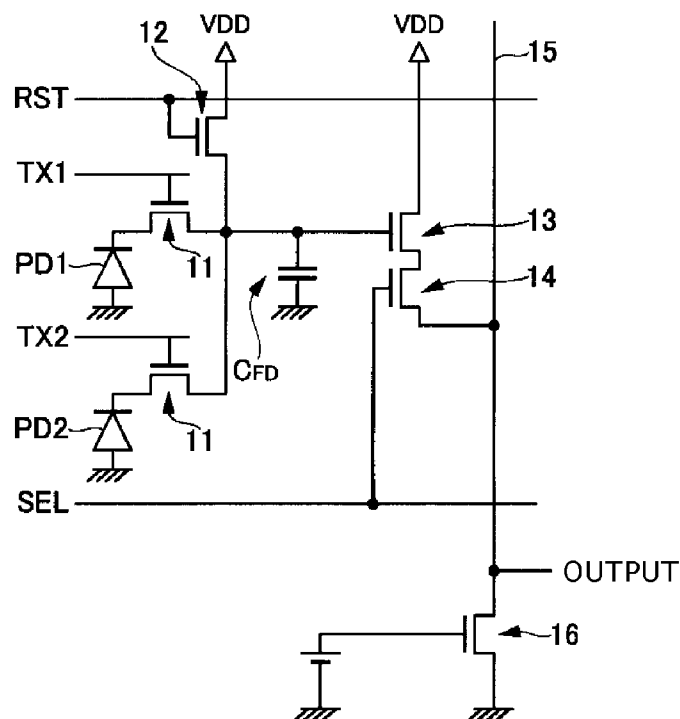 12
VDD
VDD
15
RST
TX1
13
PD1
11
14
TX2
CFD
PD2
11
SEL
OUTPUT
16